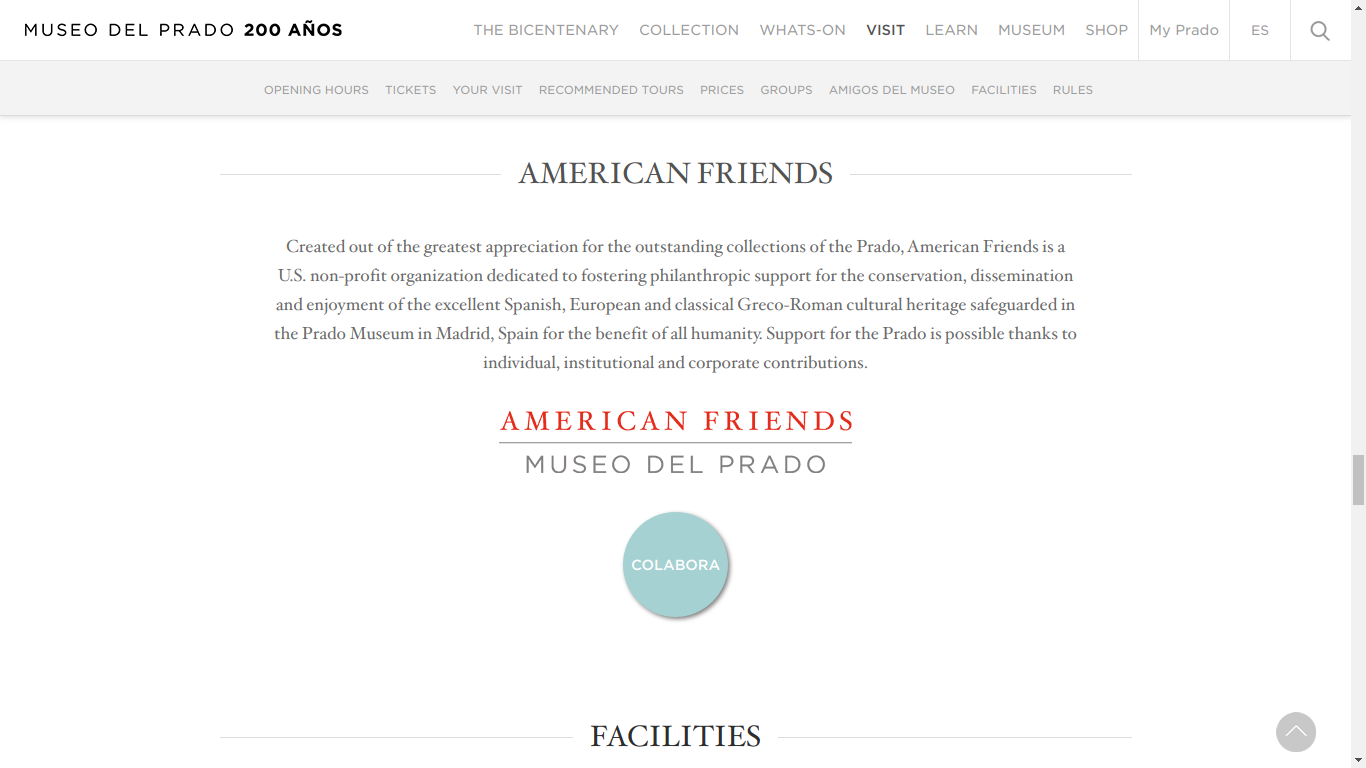 MUSEO DEL PRADO 200 AÑOS
THE BICENTENARY COLLECTION WHATS-ON VISIT LEARN MUSEUM SHOP My Prado ES
OPENING HOURS TICKETS YOUR VISIT RECOMMENDED TOURS PRICES GROUPS AMIGOS DEL MUSEO FACILITIES RULES
AMERICAN FRIENDS
Created out of the greatest appreciation for the outstanding collections of the Prado, American Friends is a
U.S. non-profit organization dedicated to fostering philanthropic support for the conservation, dissemination
and enjoyment of the excellent Spanish, European and classical Greco-Roman cultural heritage safeguarded in
the Prado Museum in Madrid, Spain for the benefit of all humanity. Support for the Prado is possible thanks to
individual, institutional and corporate contributions.
AMERICAN FRIENDS
MUSEO DEL PRADO
COLABORA
FACILITIES